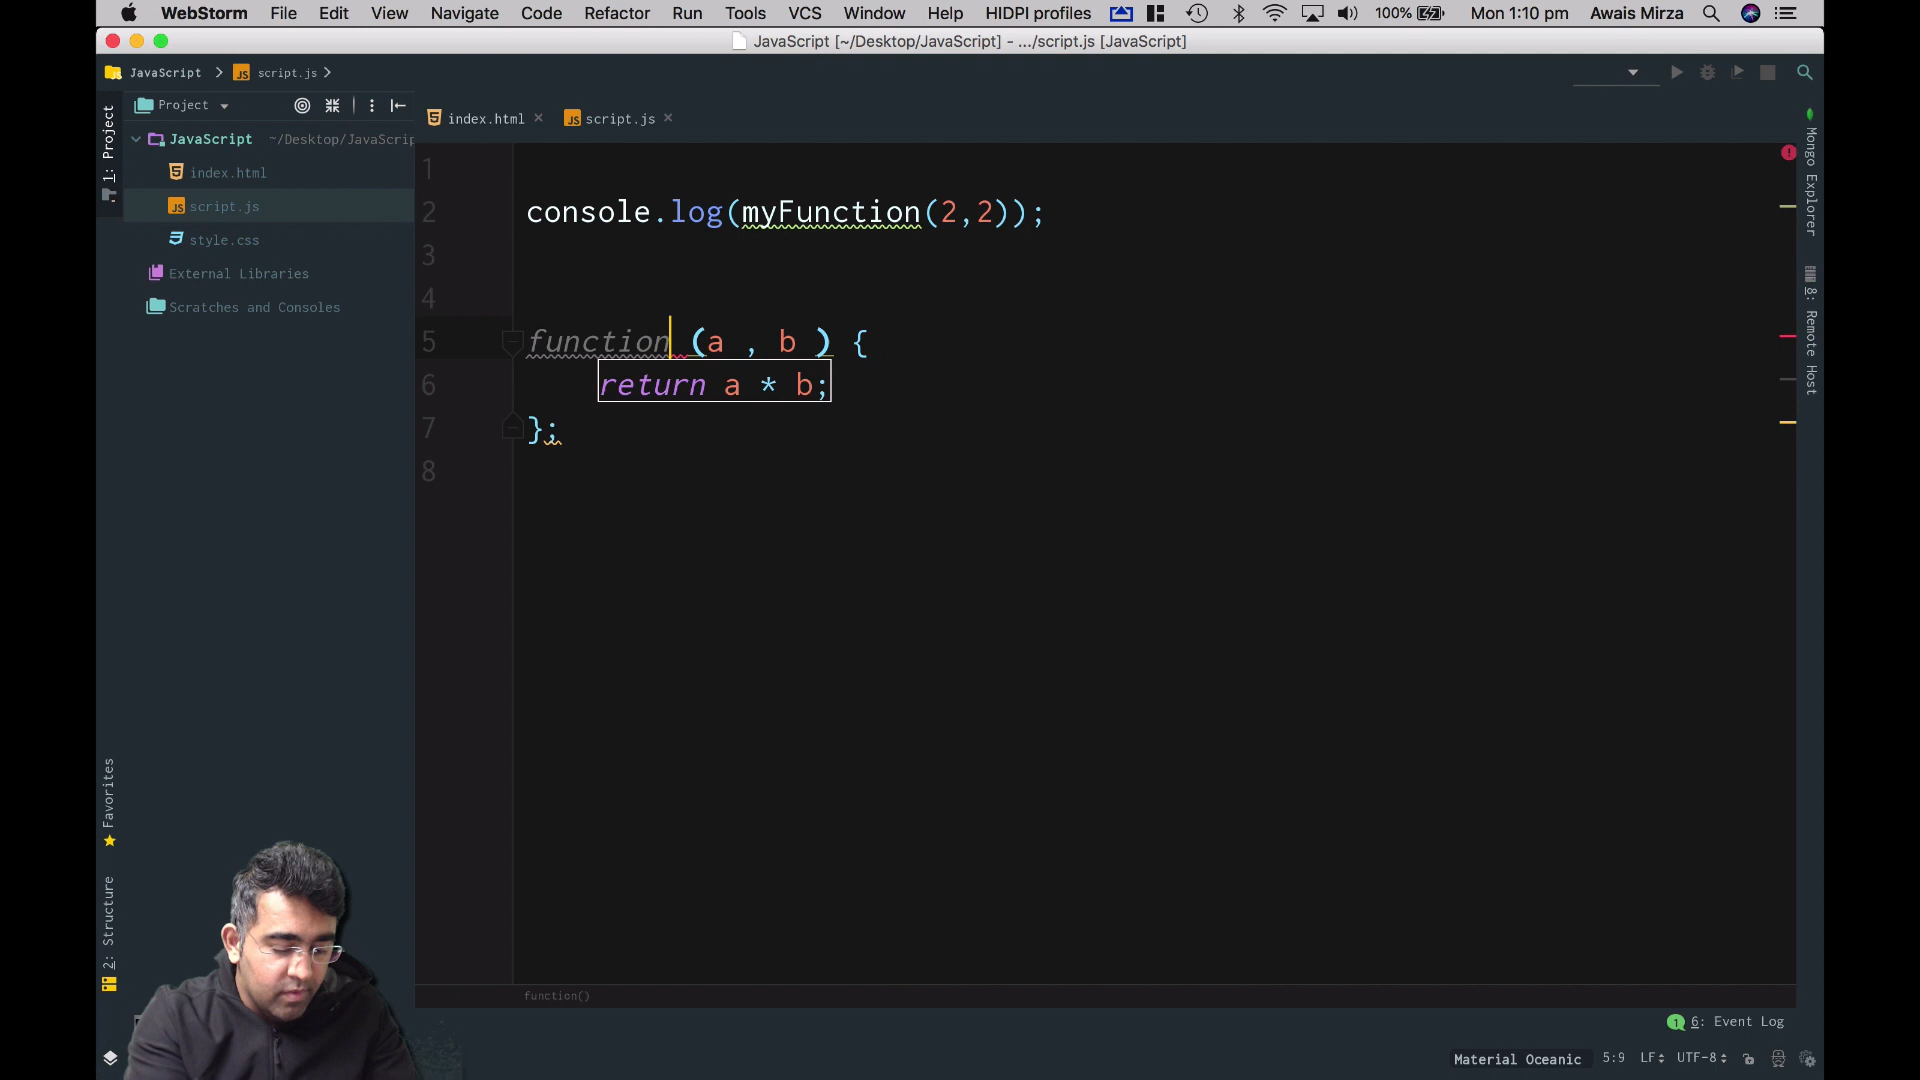 WebStorm File Edit View Navigate Code Refactor Run Tools VCS Window Help HIDPI profiles 100% Mon 1:10 pm Awais Mirza
JavaScript [~/Desktop/JavaScript] - .../script.js [JavaScript]
JavaScript script.js
Project
index.html script.js
JavaScript ~/Desktop/JavaScrip
index.html
script.js
style.css
External Libraries
Scratches and Consoles
1: Project
Favorites
2: Structure
1
2 console.log(myFunction(2,2));
3
4
5 function (a , b ) {
6 return a * b;
7 };
8
Mongo Explorer
8: Remote Host
function()
1 6: Event Log
Material Oceanic 5:9 LF UTF-8